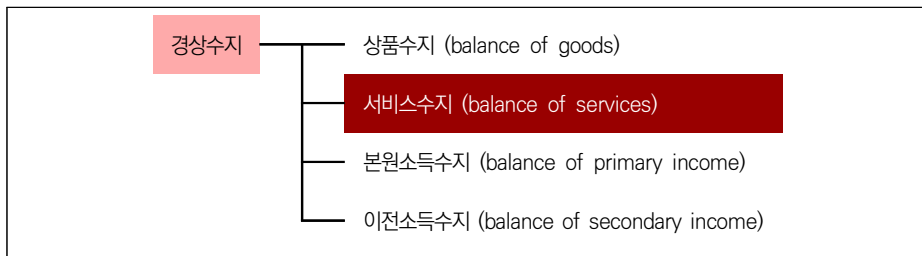 경상수지
상품수지 (balance of goods)
서비스수지 (balance of services)
본원소득수지 (balance of primary income)
이전소득수지 (balance of secondary income)